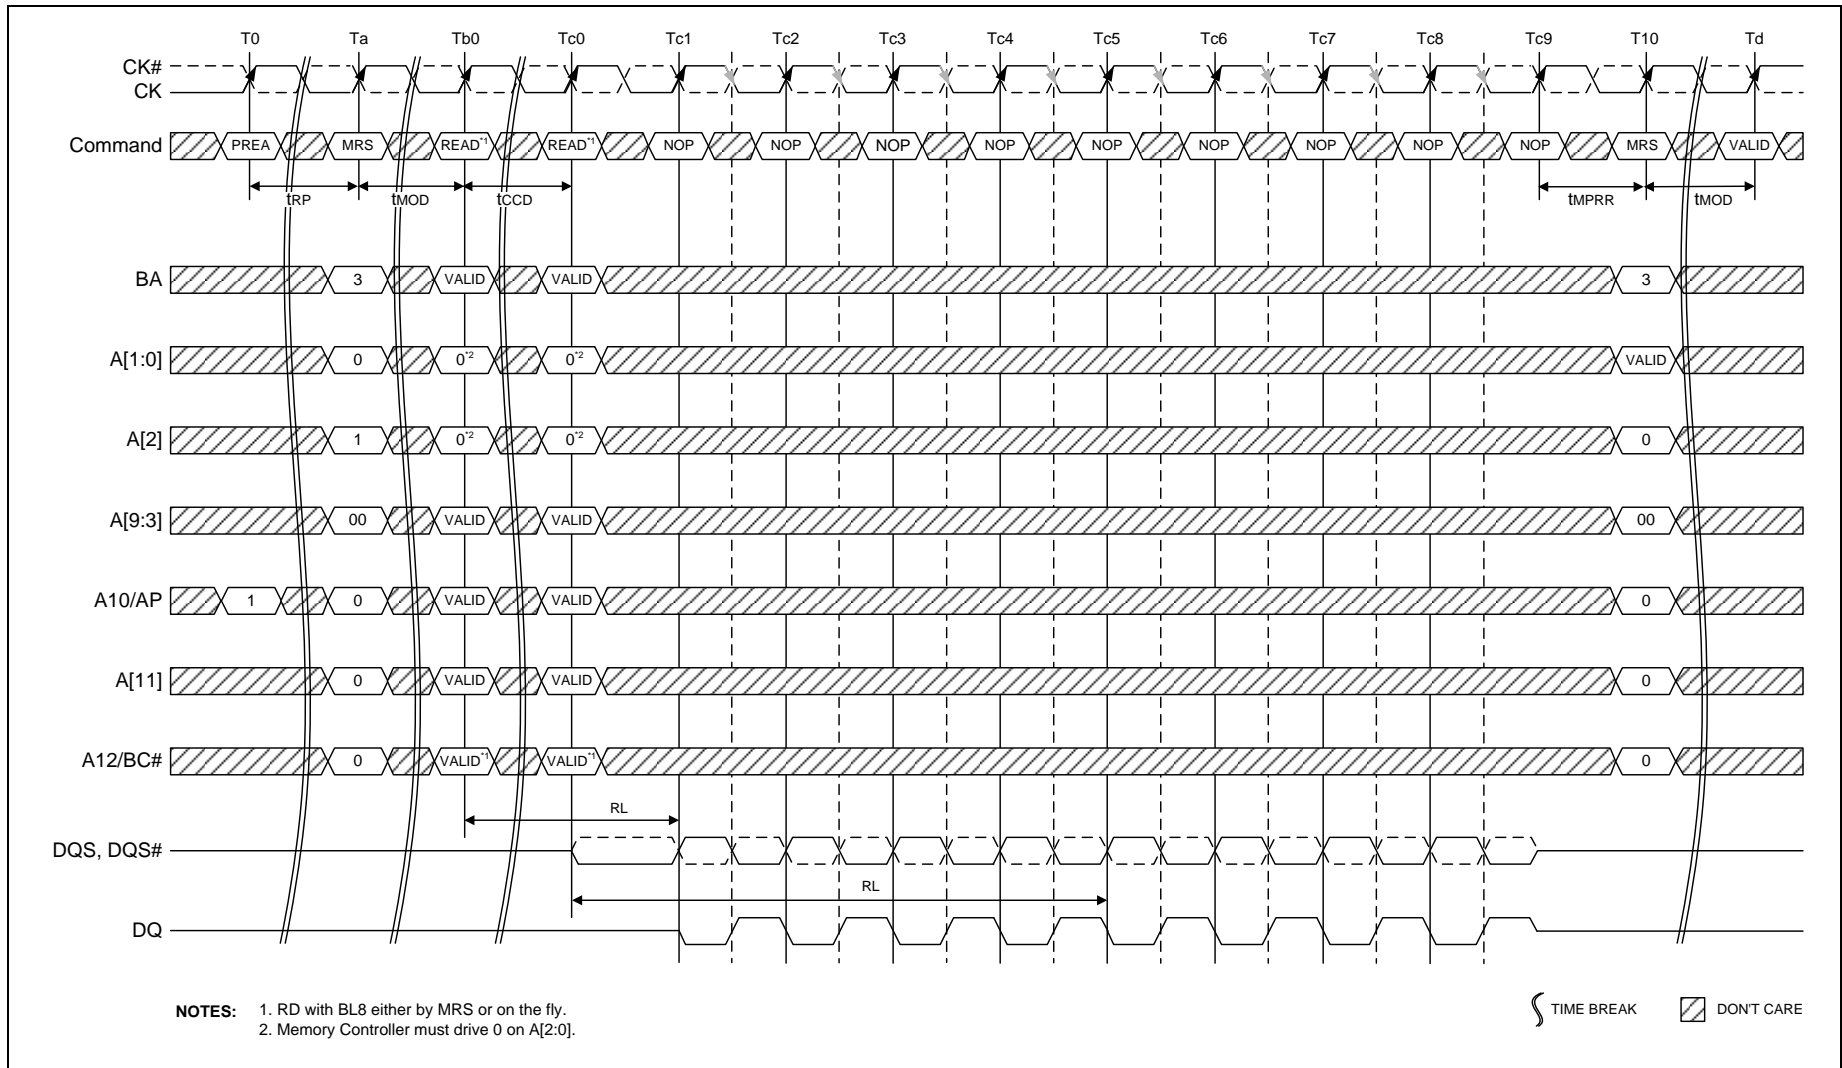 T0 Ta Tb0 Tc0 Tc1 Tc2 Tc3 Tc4 Tc5 Tc6 Tc7 Tc8 Tc9 T10 Td
CK#
CK
Command PREA MRS READ*1 READ*1 NOP NOP NOP NOP NOP NOP NOP NOP NOP MRS VALID
tRP tMOD tCCD tMPRR tMOD
BA 3 VALID VALID 3
A[1:0] 0 0*2 0*2 VALID
A[2] 1 0*2 0*2 0
A[9:3] 00 VALID VALID 00
A10/AP 1 0 VALID VALID 0
A[11] 0 VALID VALID 0
A12/BC# 0 VALID*1 VALID*1 0
RL
DQS, DQS#
RL
DQ
NOTES: 1. RD with BL8 either by MRS or on the fly.
2. Memory Controller must drive 0 on A[2:0].
TIME BREAK DON'T CARE